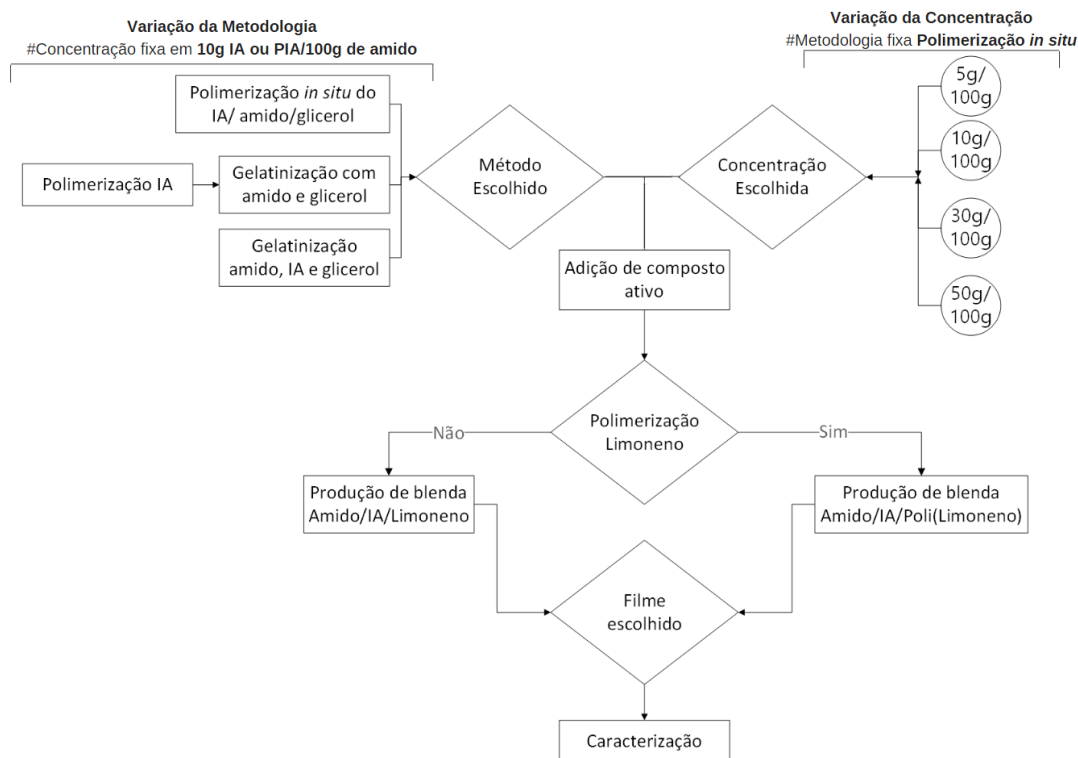 Variação da Metodologia
#Concentração fixa em 10g IA ou PIA/100g de amido
Variação da Concentração
#Metodologia fixa Polimerização in situ
Polimerização in situ do
IA/ amido/glicerol
Polimerização IA
Gelatinização com
amido e glicerol
Gelatinização
amido, IA e glicerol
Método
Escolhido
Concentração
Escolhida
5g/
100g
10g/
100g
30g/
100g
50g/
100g
Adição de composto
ativo
Polimerização
Limoneno
Não
Sim
Produção de blenda
Amido/IA/Limoneno
Produção de blenda
Amido/IA/Poli(Limoneno)
Filme
escolhido
Caracterização